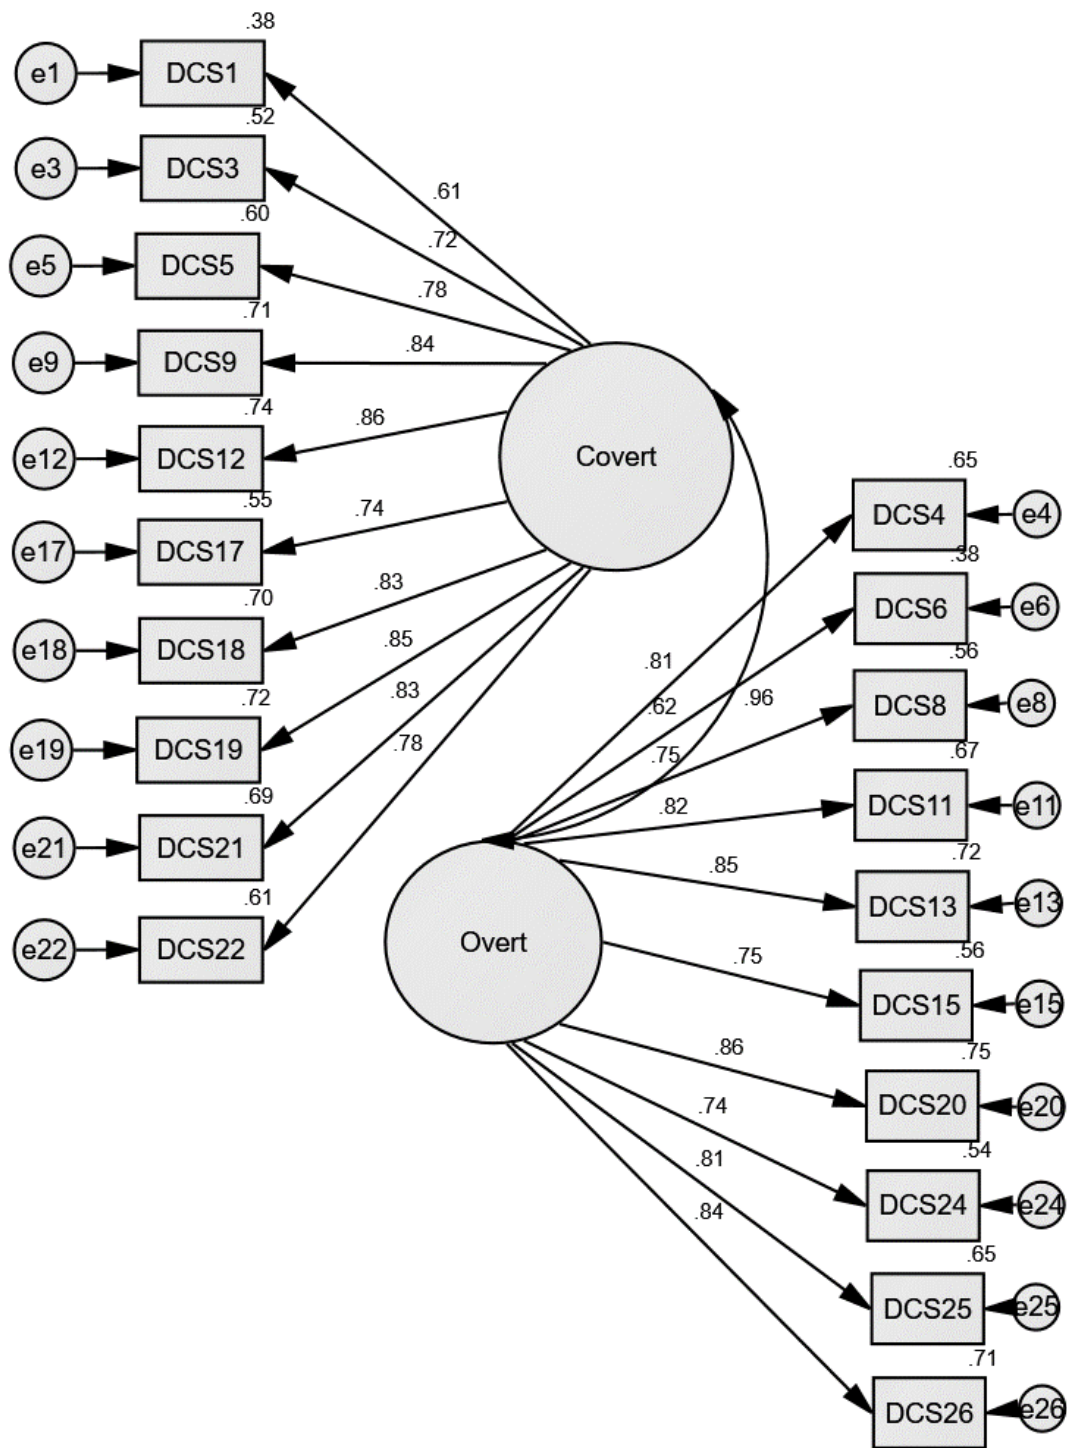 .38
e1
DCS1
.52
e3
DCS3
.60
e5
DCS5
.71
e9
DCS9
.74
e12
DCS12
.55
e17
DCS17
.70
e18
DCS18
.72
e19
DCS19
.69
e21
DCS21
.61
e22
DCS22
.61
.72
.78
.84
.86
.74
.83
.85
.83
.78
Covert
.96
Overt
.81
.62
.75
.82
.85
.75
.86
.74
.81
.84
.65
DCS4
e4
.38
DCS6
e6
.56
DCS8
e8
.67
DCS11
e11
.72
DCS13
e13
.56
DCS15
e15
.75
DCS20
e20
.54
DCS24
e24
.65
DCS25
e25
.71
DCS26
e26